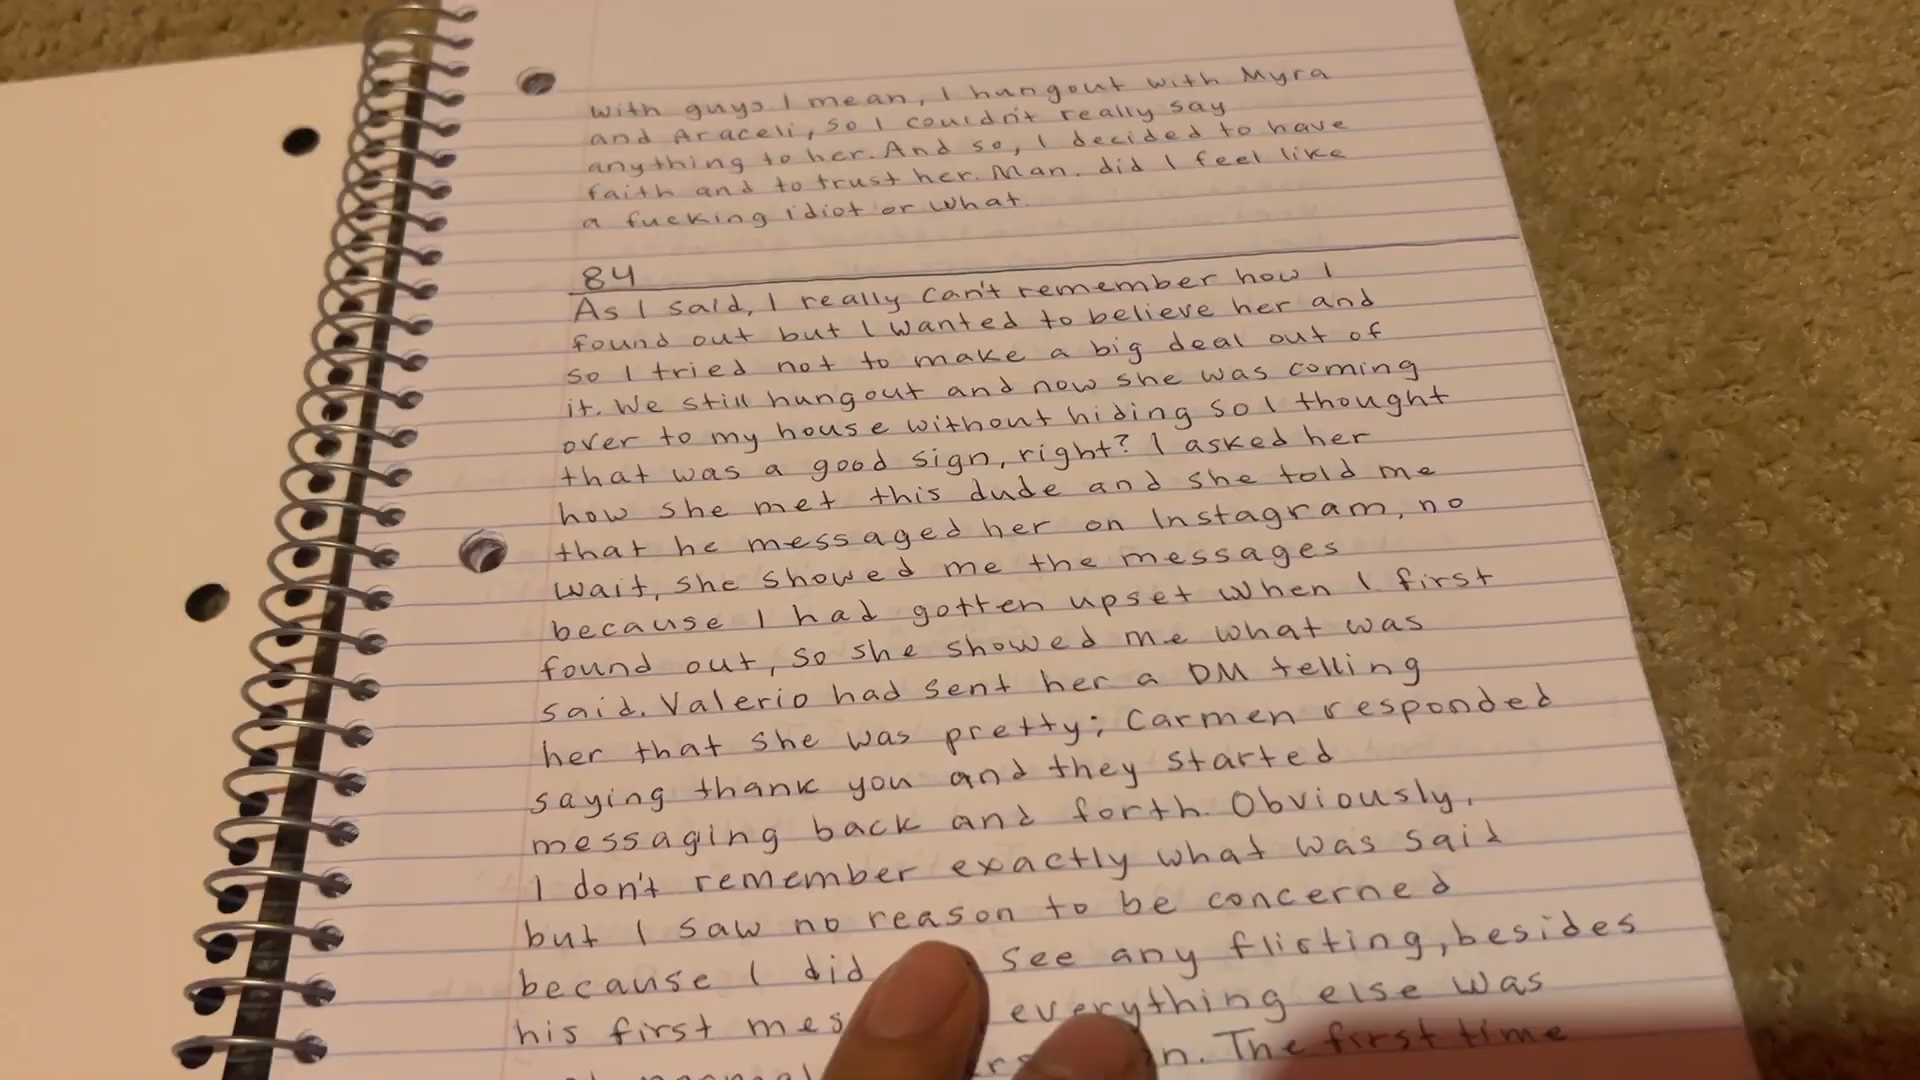 with guys. I mean, I hangout with Myra
and Araceli, so I couldn't really say
anything to her. And so, I decided to have
faith and to trust her. Man, did I feel like
a fucking idiot or what.
84
As I said, I really can't remember how I
found out but I wanted to believe her and
so I tried not to make a big deal out of
it. We still hungout and now she was coming
over to my house without hiding so I thought
that was a good sign, right? I asked her
how she met this dude and she told me
that he messaged her on Instagram, no
wait, she showed me the messages
because I had gotten upset when I first
found out, so she showed me what was
said. Valerio had sent her a DM telling
her that she was pretty; Carmen responded
saying thank you and they started
messaging back and forth. Obviously,
I don't remember exactly what was said
but I saw no reason to be concerned
because I did see any flirting, besides
his first everything else was
The first time